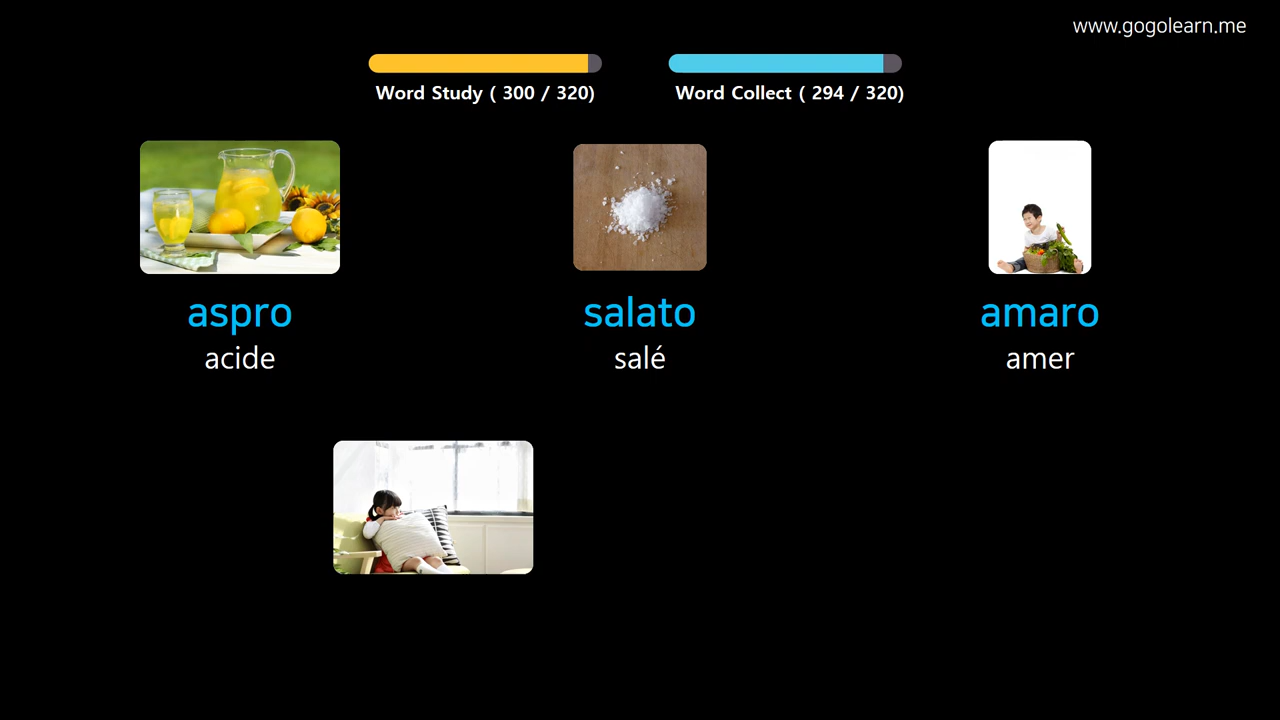 www.gogolearn.me
Word Study ( 300 / 320)
Word Collect ( 294 / 320)
aspro
salato
amaro
acide
salé
amer